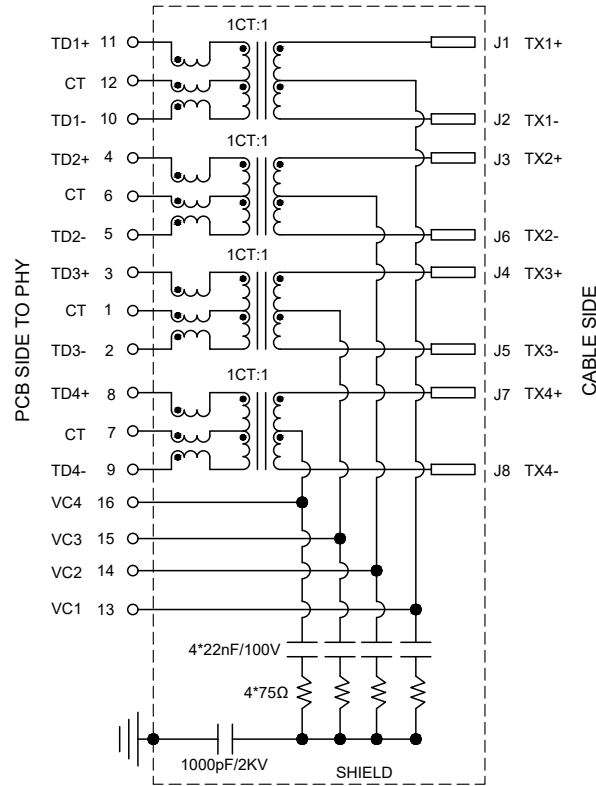 1CT:1
TD1+ 11
J1 TX1+
CT 12
TD1- 10
J2 TX1-
1CT:1
TD2+ 4
J3 TX2+
CT 6
TD2- 5
J6 TX2-
1CT:1
TD3+ 3
J4 TX3+
CT 1
TD3- 2
J5 TX3-
1CT:1
TD4+ 8
J7 TX4+
CT 7
TD4- 9
J8 TX4-
VC4 16
VC3 15
VC2 14
VC1 13
PCB SIDE TO PHY
CABLE SIDE
4*22nF/100V
4*75Ω
1000pF/2KV
SHIELD